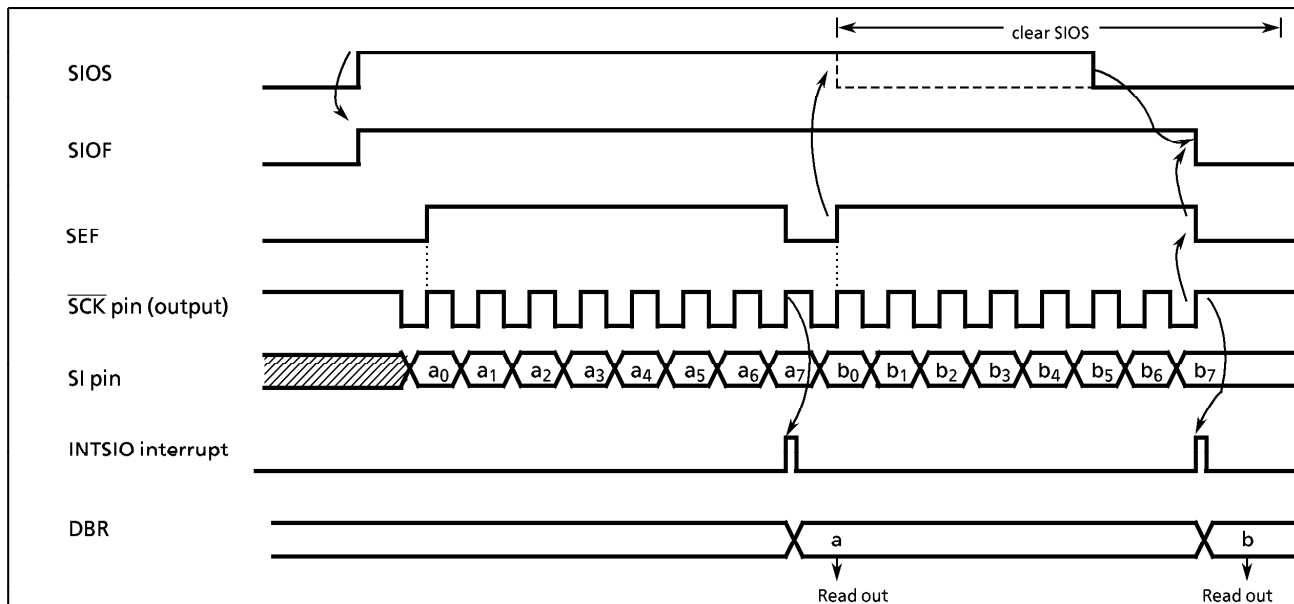 clear SIOS
SIOS
SIOF
SEF
SCK pin (output)
SI pin
a0 a1 a2 a3 a4 a5 a6 a7 b0 b1 b2 b3 b4 b5 b6 b7
INTSIO interrupt
DBR
a b
Read out Read out